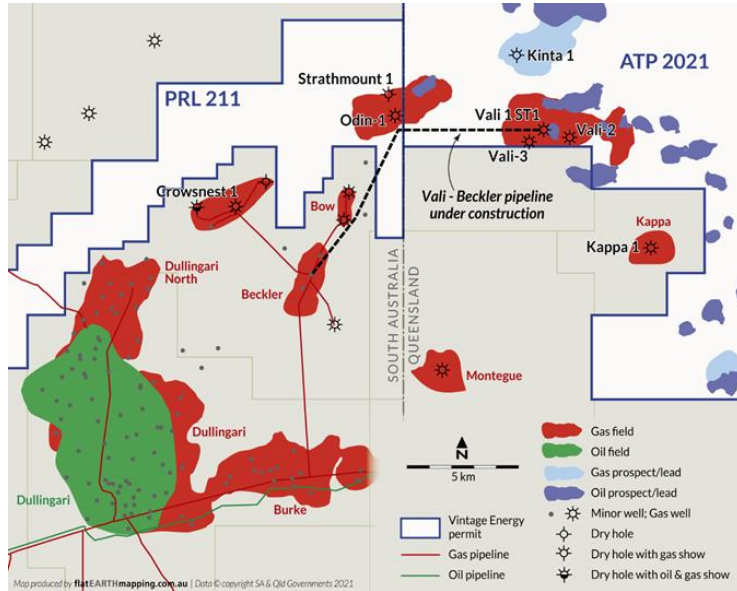 Kinta 1
ATP 2021
Strathmount 1
PRL 211
Odin-1
Vali 1 ST1
Vali-2
Vali-3
Crowsnest 1
Bow
Vali - Beckler pipeline
under construction
Kappa
Kappa 1
Dullingari
North
Beckler
SOUTH AUSTRALIA
QUEENSLAND
Montegue
Dullingari
Dullingari
Burke
N
5 km
Vintage Energy
permit
Gas pipeline
Oil pipeline
Gas field
Oil field
Gas prospect/lead
Oil prospect/lead
Minor well; Gas well
Dry hole
Dry hole with gas show
Dry hole with oil & gas show
Map produced by flatEARTHmapping.com.au | Data © copyright SA & Qld Governments 2021